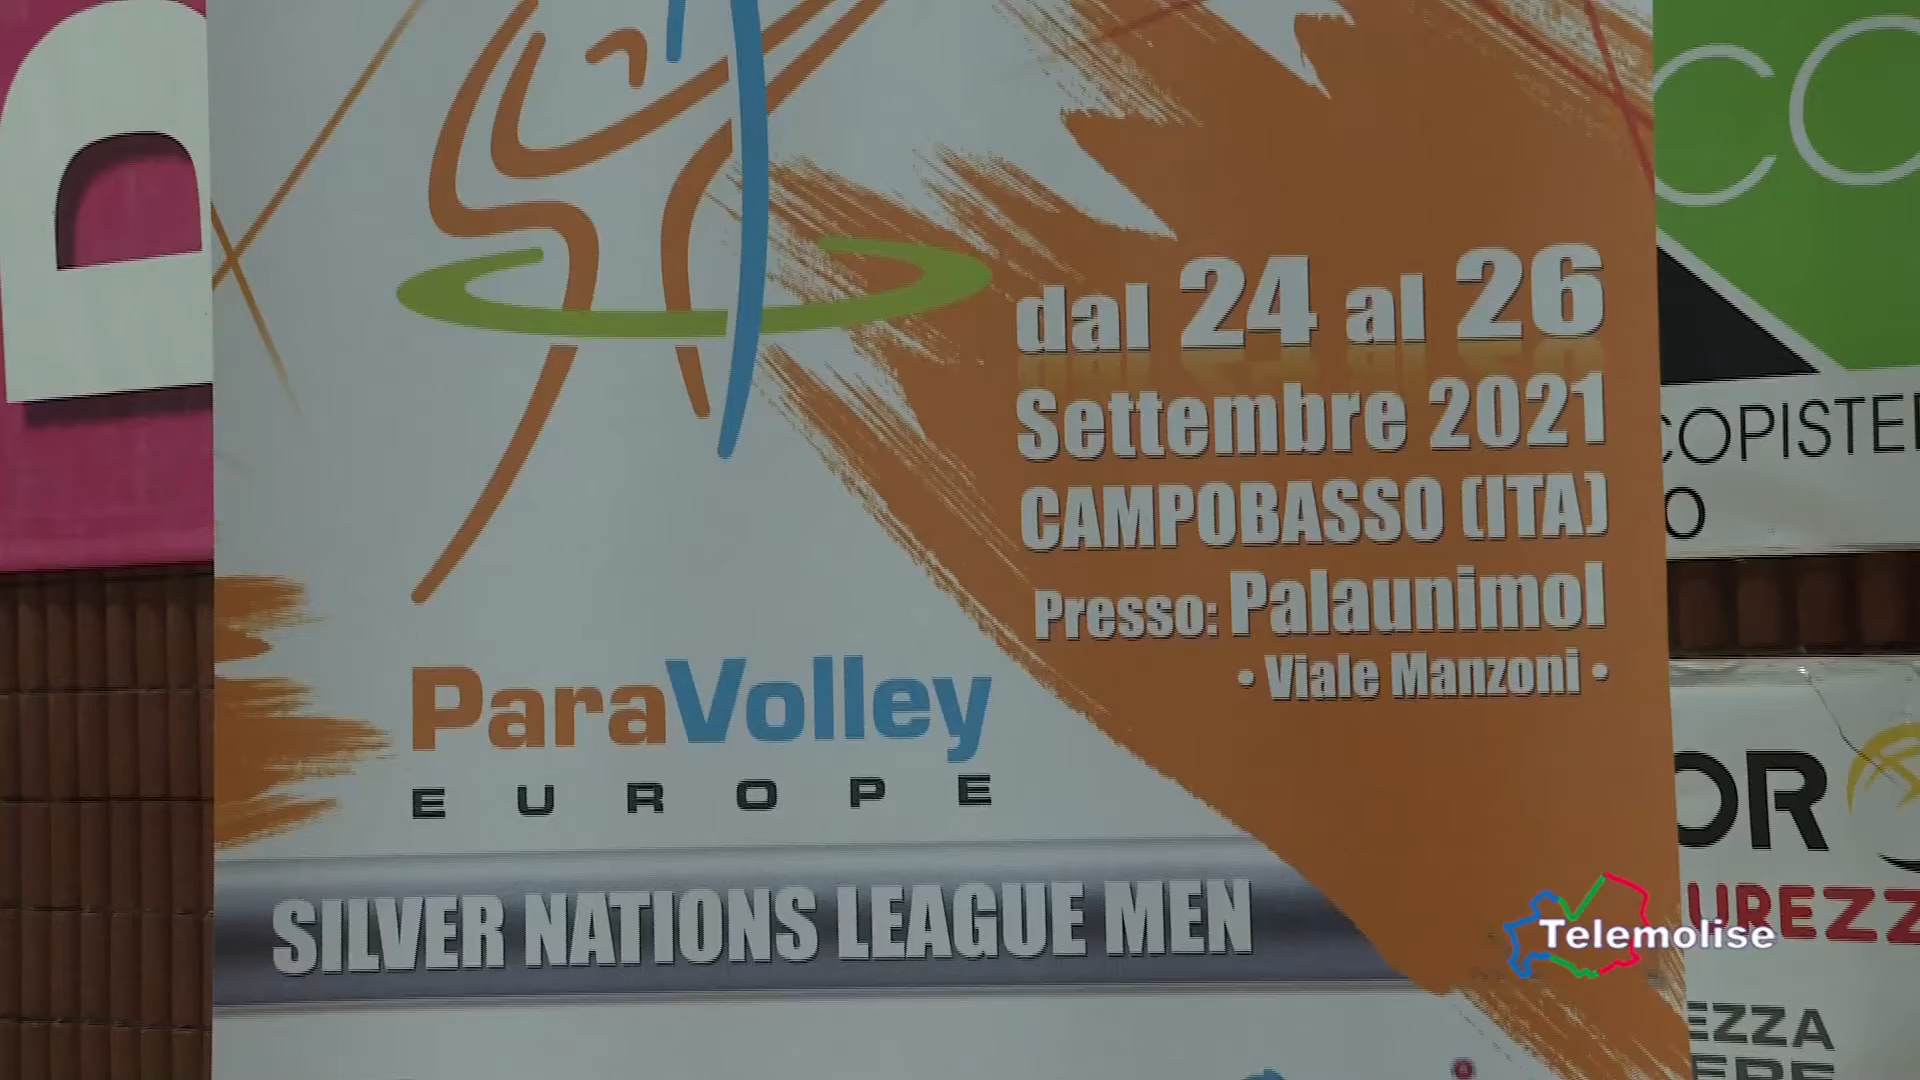 dal 24 al 26
Settembre 2021
CAMPOBASSO (ITA)
Presso: Palaunimol
• Viale Manzoni •
ParaVolley
EUROPE
SILVER NATIONS LEAGUE MEN
Telemolise
CO
COPISTE
O
OR
UREZZ
EZZA